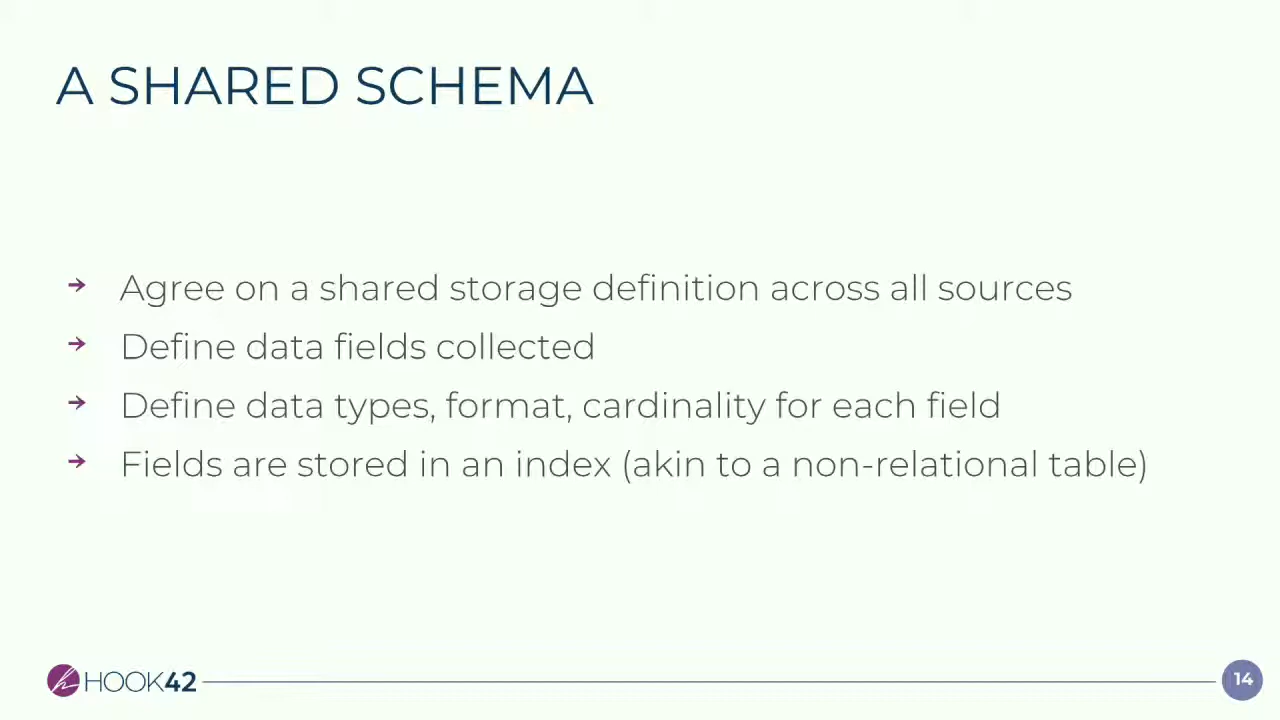 A SHARED SCHEMA
Agree on a shared storage definition across all sources
Define data fields collected
Define data types, format, cardinality for each field
Fields are stored in an index (akin to a non-relational table)
HOOK42
14